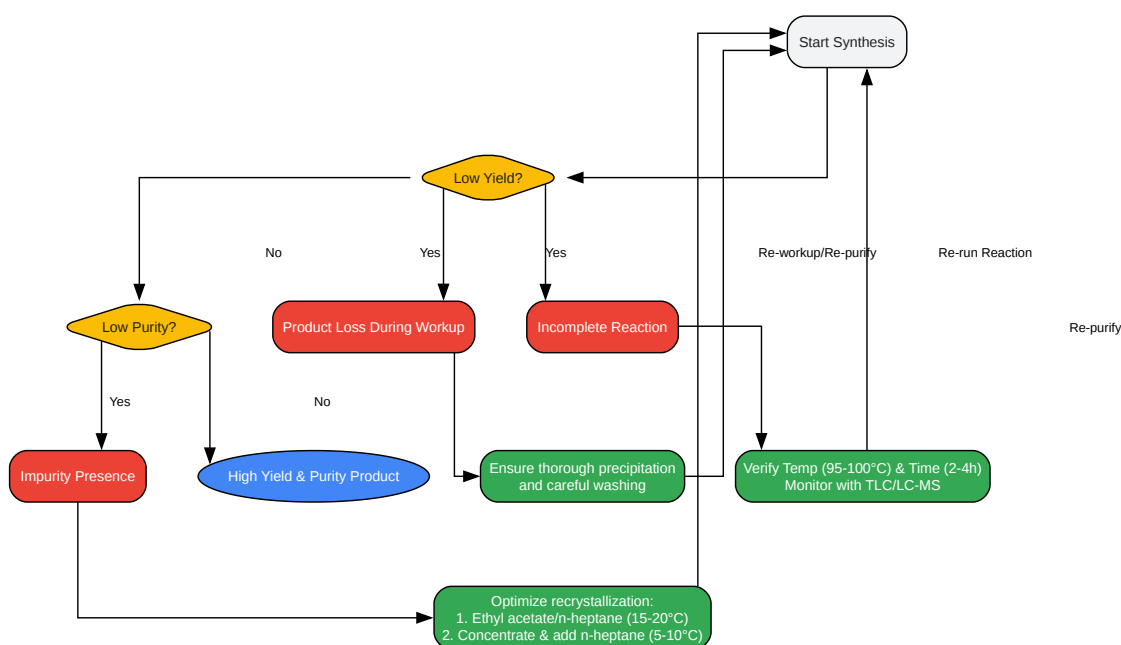 Start Synthesis
Low Yield?
No
Yes
Yes
Re-workup/Re-purify
Re-run Reaction
Low Purity?
Product Loss During Workup
Incomplete Reaction
Re-purify
Yes
No
Impurity Presence
High Yield & Purity Product
Ensure thorough precipitation
and careful washing
Verify Temp (95-100°C) & Time (2-4h)
Monitor with TLC/LC-MS
Optimize recrystallization:
1. Ethyl acetate/n-heptane (15-20°C)
2. Concentrate & add n-heptane (5-10°C)